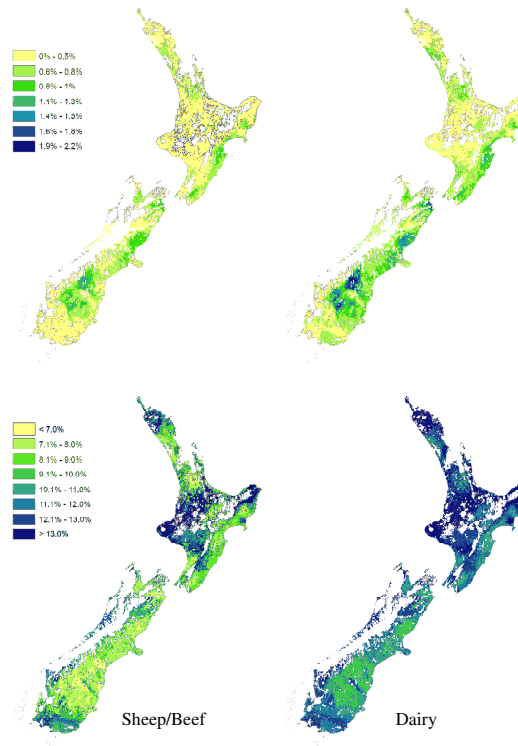 0% - 0.5%
0.6% - 0.8%
0.8% - 1%
1.1% - 1.3%
1.4% - 1.5%
1.6% - 1.8%
1.9% - 2.2%
< 7.0%
7.1% - 8.0%
8.1% - 9.0%
9.1% - 10.0%
10.1% - 11.0%
11.1% - 12.0%
12.1% - 13.0%
> 13.0%
Sheep/Beef
Dairy